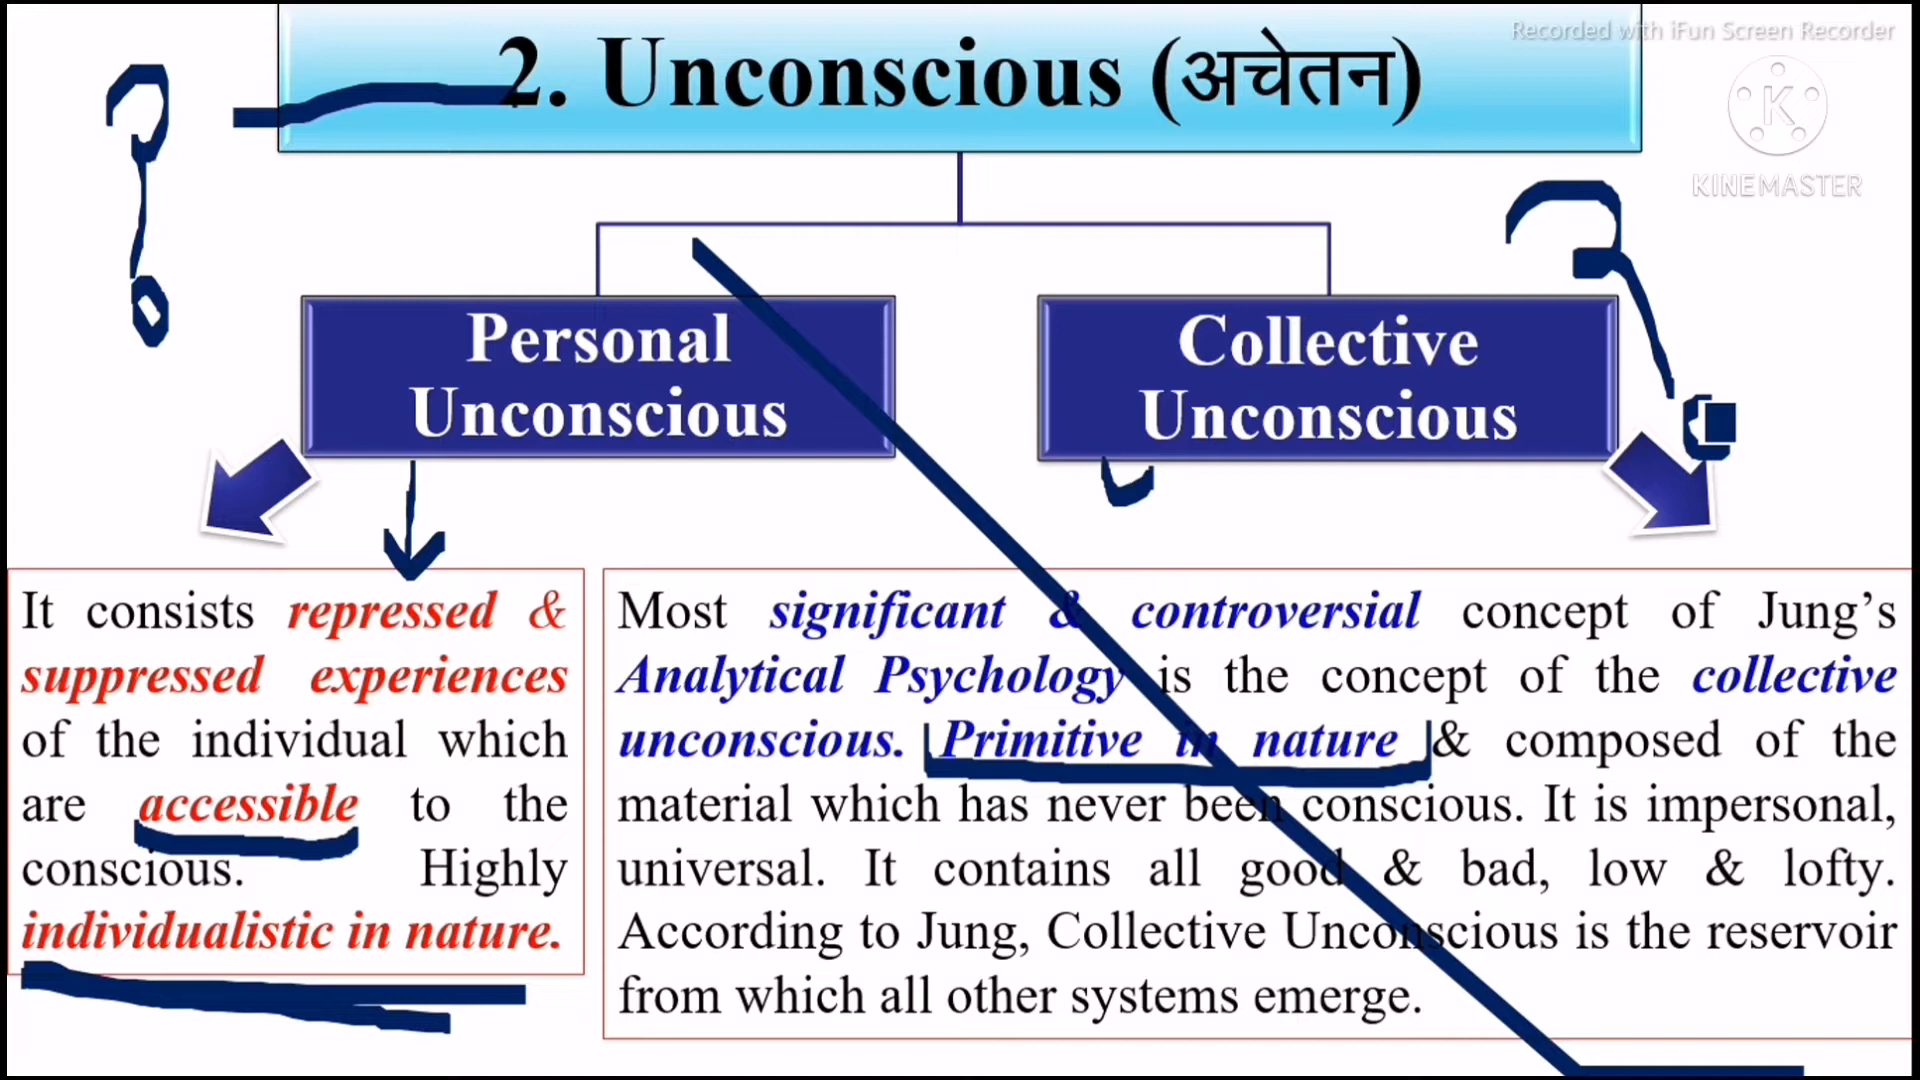 Recorded with iFun Screen Recorder
2. Unconscious (अचेतन)
K
KINEMASTER
Personal
Unconscious
Collective
Unconscious
It consists repressed &
suppressed experiences
of the individual which
are accessible to the
conscious. Highly
individualistic in nature.
Most significant & controversial concept of Jung’s
Analytical Psychology is the concept of the collective
unconscious. Primitive in nature & composed of the
material which has never been conscious. It is impersonal,
universal. It contains all good & bad, low & lofty.
According to Jung, Collective Unconscious is the reservoir
from which all other systems emerge.